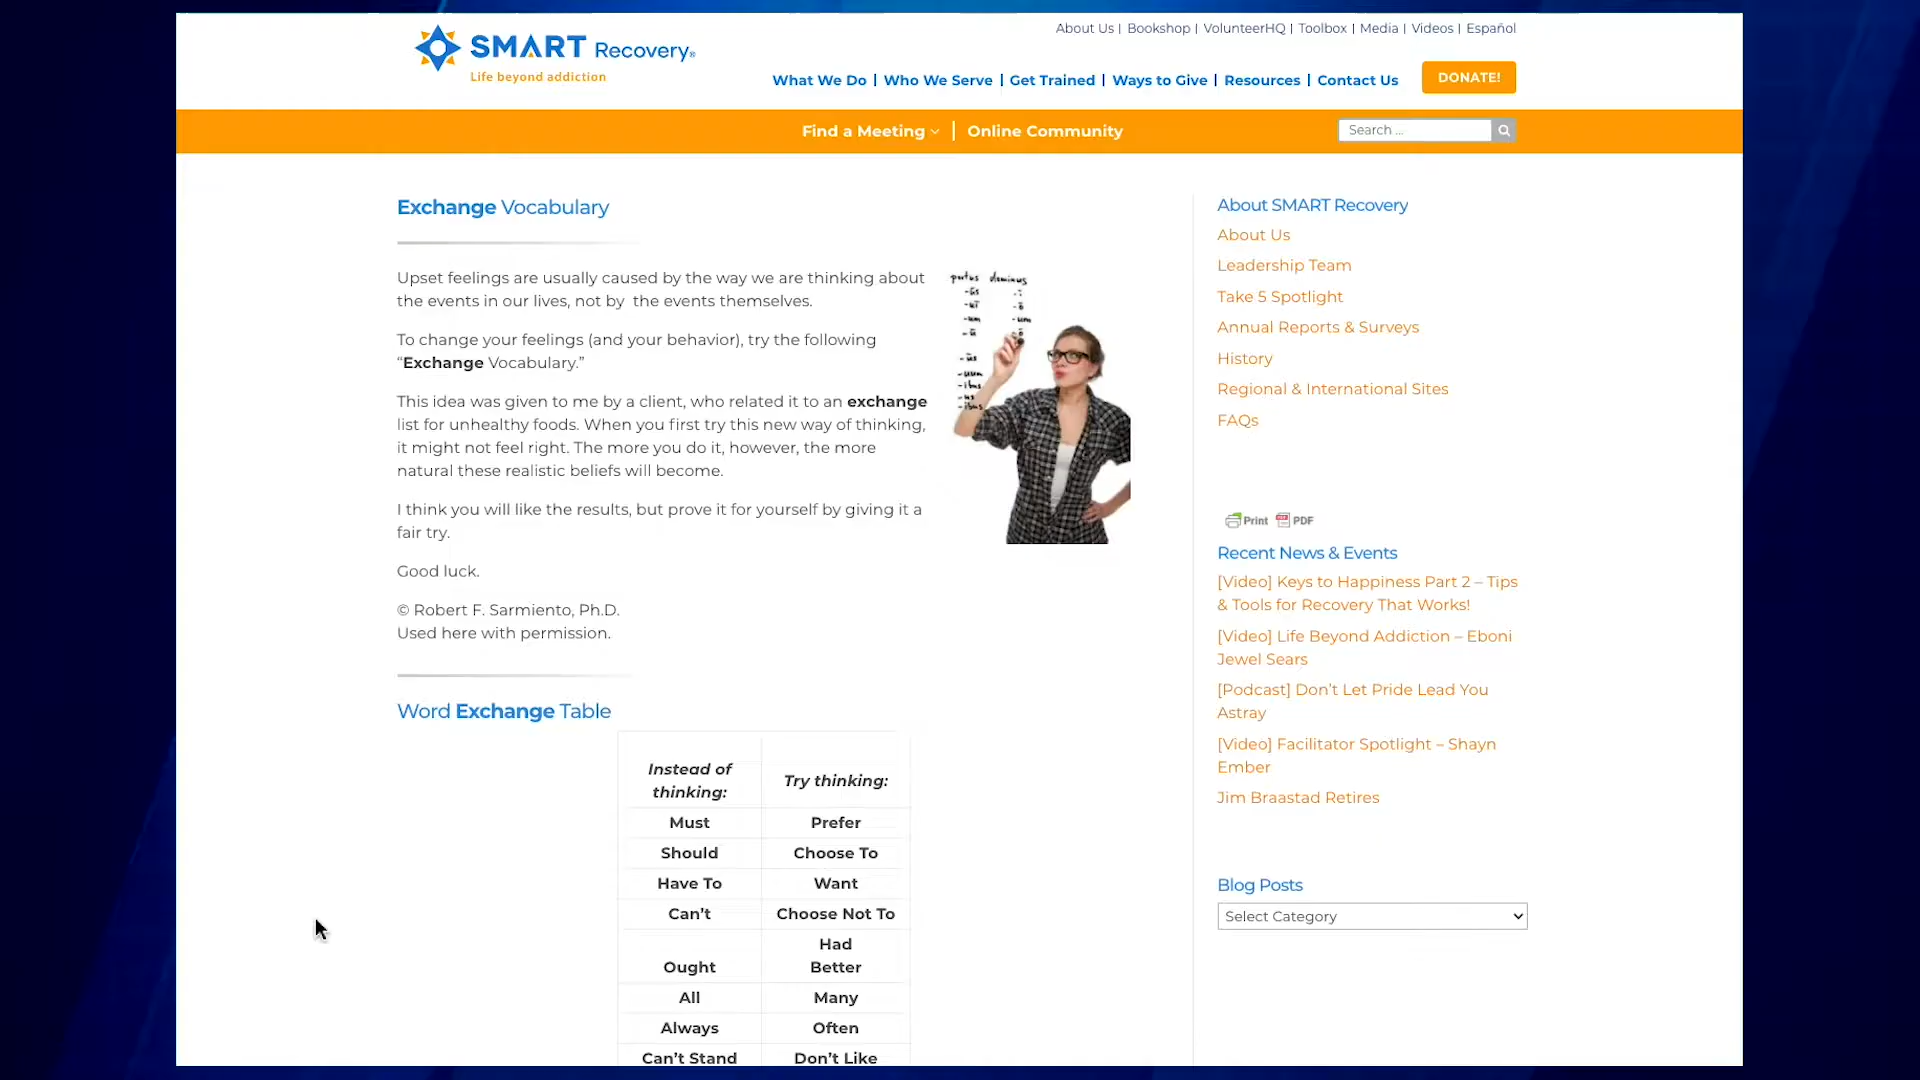 About Us | Bookshop | VolunteerHQ | Toolbox | Media | Videos | Español
SMART Recovery®
Life beyond addiction
What We Do | Who We Serve | Get Trained | Ways to Give | Resources | Contact Us
DONATE!
Find a Meeting | Online Community
Search ...
Exchange Vocabulary
Upset feelings are usually caused by the way we are thinking about
the events in our lives, not by the events themselves.
To change your feelings (and your behavior), try the following
“Exchange Vocabulary.”
This idea was given to me by a client, who related it to an exchange
list for unhealthy foods. When you first try this new way of thinking,
it might not feel right. The more you do it, however, the more
natural these realistic beliefs will become.
I think you will like the results, but prove it for yourself by giving it a
fair try.
Good luck.
© Robert F. Sarmiento, Ph.D.
Used here with permission.
dominus
Word Exchange Table
Instead of
thinking:
Try thinking:
Must Prefer
Should Choose To
Have To Want
Can’t Choose Not To
Ought Had
Better
All Many
Always Often
Can’t Stand Don’t Like
About SMART Recovery
About Us
Leadership Team
Take 5 Spotlight
Annual Reports & Surveys
History
Regional & International Sites
FAQs
Print PDF
Recent News & Events
[Video] Keys to Happiness Part 2 – Tips
& Tools for Recovery That Works!
[Video] Life Beyond Addiction – Eboni
Jewel Sears
[Podcast] Don’t Let Pride Lead You
Astray
[Video] Facilitator Spotlight – Shayn
Ember
Jim Braastad Retires
Blog Posts
Select Category